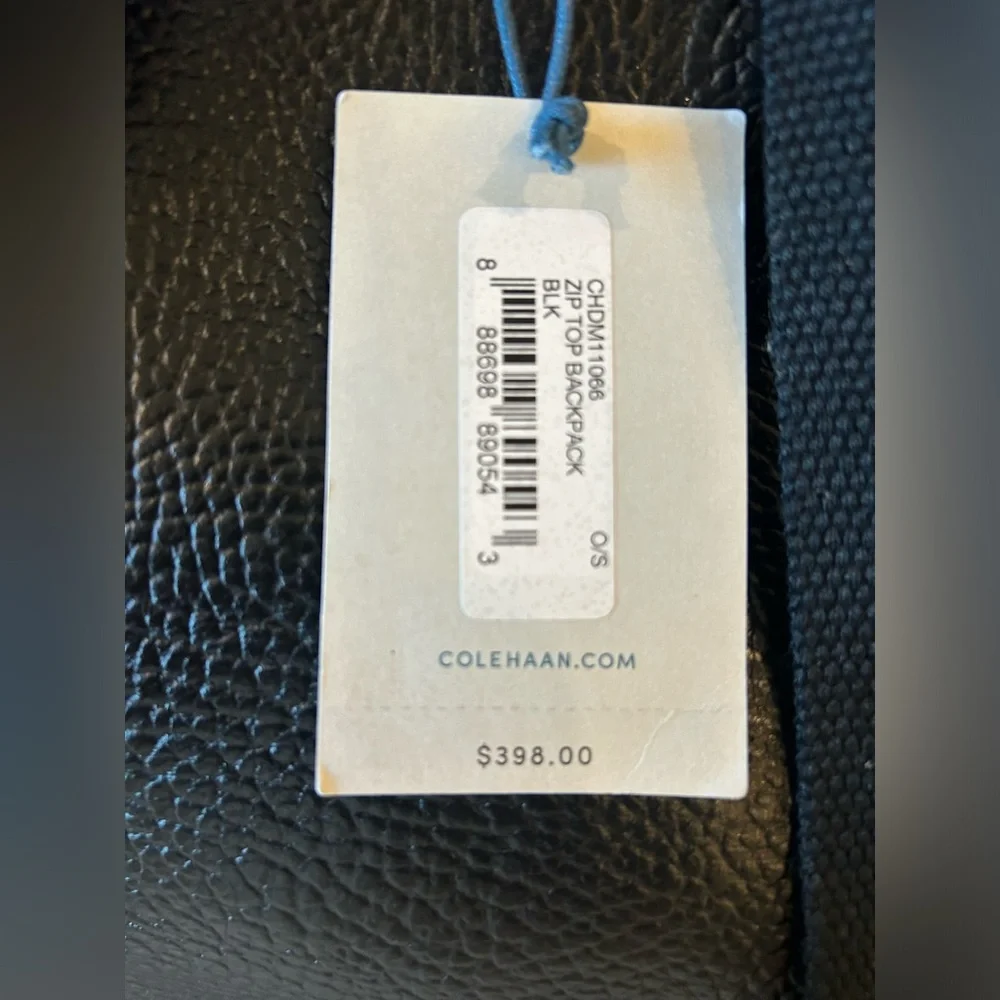 CHDM11066 O/S
ZIP TOP BACKPACK
BLK
8 88698 89054 3
COLEHAAN.COM
$398.00